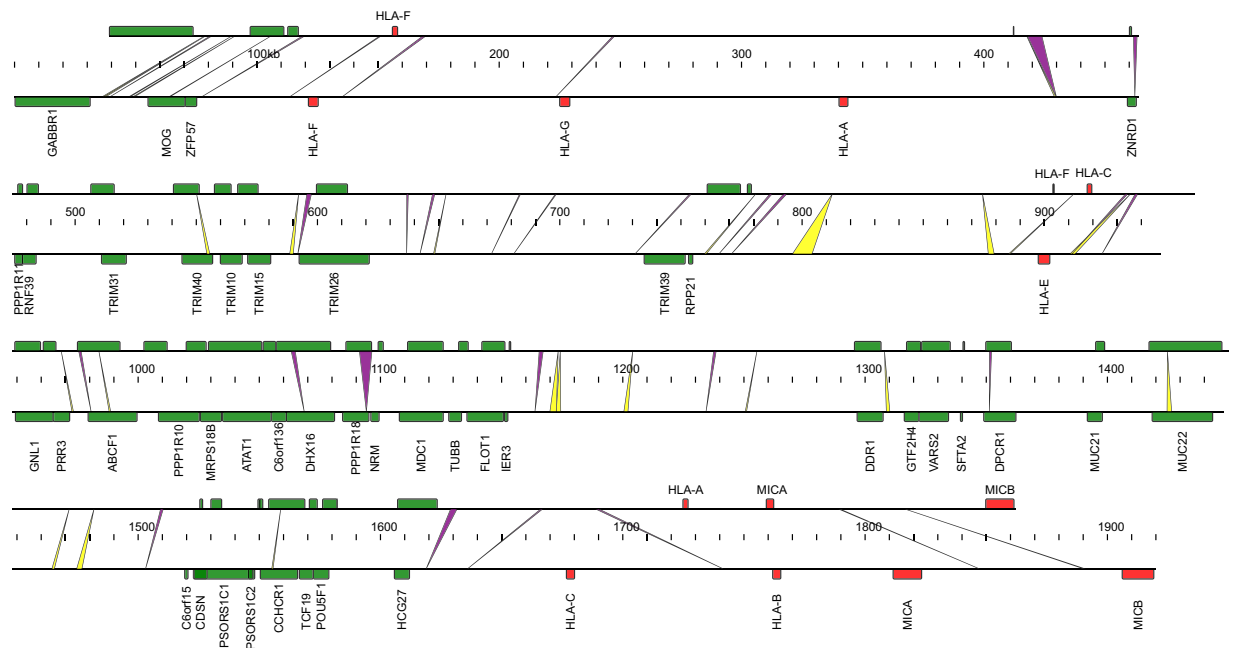 HLA-F
100kb 200 300 400
GABBR1 MOG ZFP57 HLA-F HLA-G HLA-A ZNRD1
HLA-F HLA-C
500 600 700 800 900
PPP1R11 RNF39 TRIM31 TRIM40 TRIM10 TRIM15 TRIM26 TRIM39 RPP21 HLA-E
1000 1100 1200 1300 1400
GNL1 PRR3 ABCF1 PPP1R10 MRPS18B ATAT1 C6orf136 DHX16 PPP1R18 NRM MDC1 TUBB FLOT1 IER3 DDR1 GTF2H4 VARS2 SFTA2 DPCR1 MUC21 MUC22
HLA-A MICA MICB
1500 1600 1700 1800 1900
C6orf15 CDSN PSORS1C1 PSORS1C2 CCHCR1 TCF19 POU5F1 HCG27 HLA-C HLA-B MICA MICB